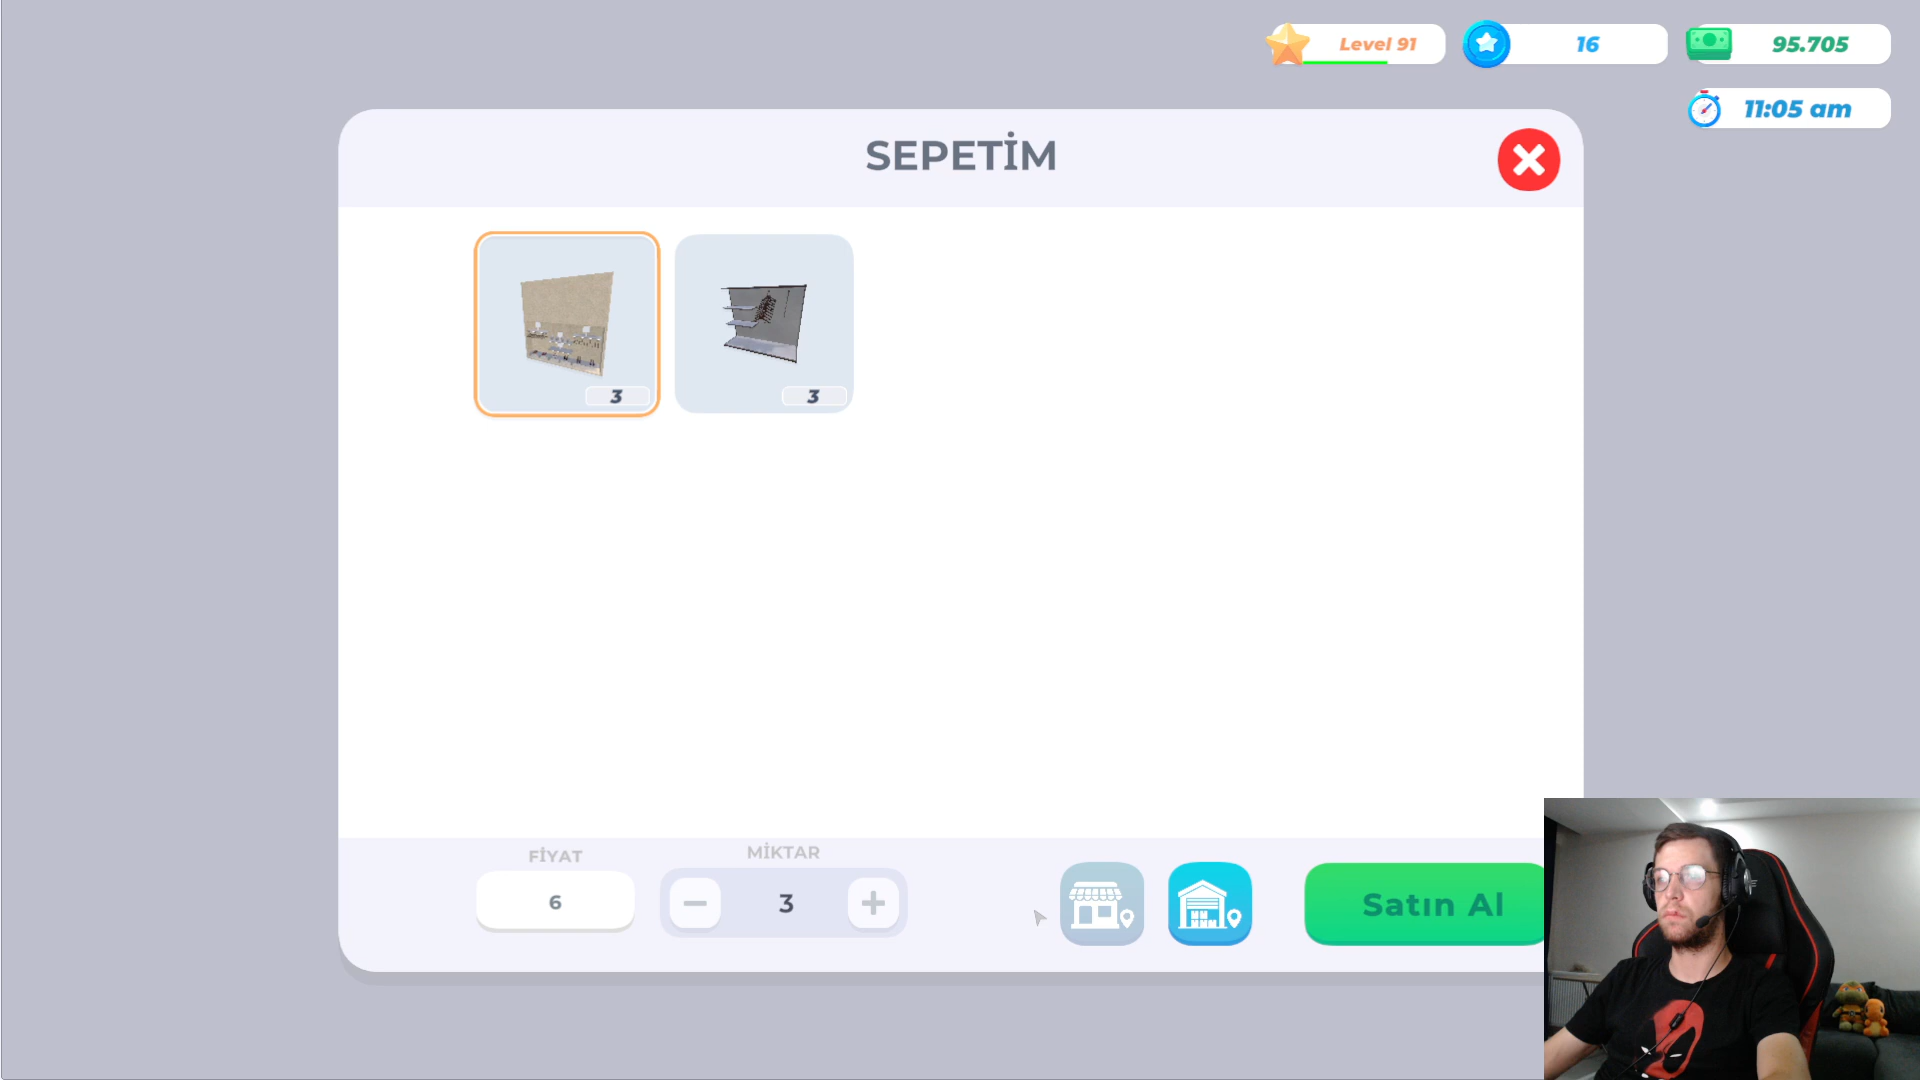 Level 91
16
95.705
11:05 am
SEPETİM
3
3
FİYAT
MİKTAR
6
3
Satın Al